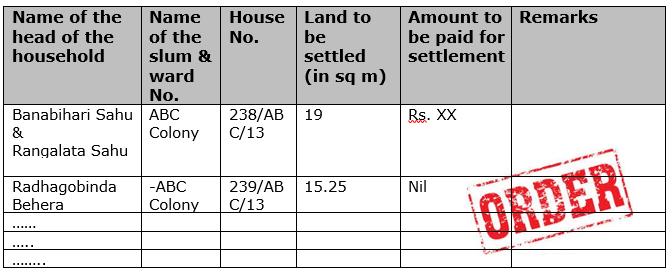 Name of the head of the household
Name of the slum & ward No.
House No.
Land to be settled (in sq m)
Amount to be paid for settlement
Remarks
Banabihari Sahu & Rangalata Sahu
ABC Colony
238/ABC/13
19
Rs. XX
Radhagobinda Behera
-ABC Colony
239/ABC/13
15.25
Nil
ORDER
......
.....
........